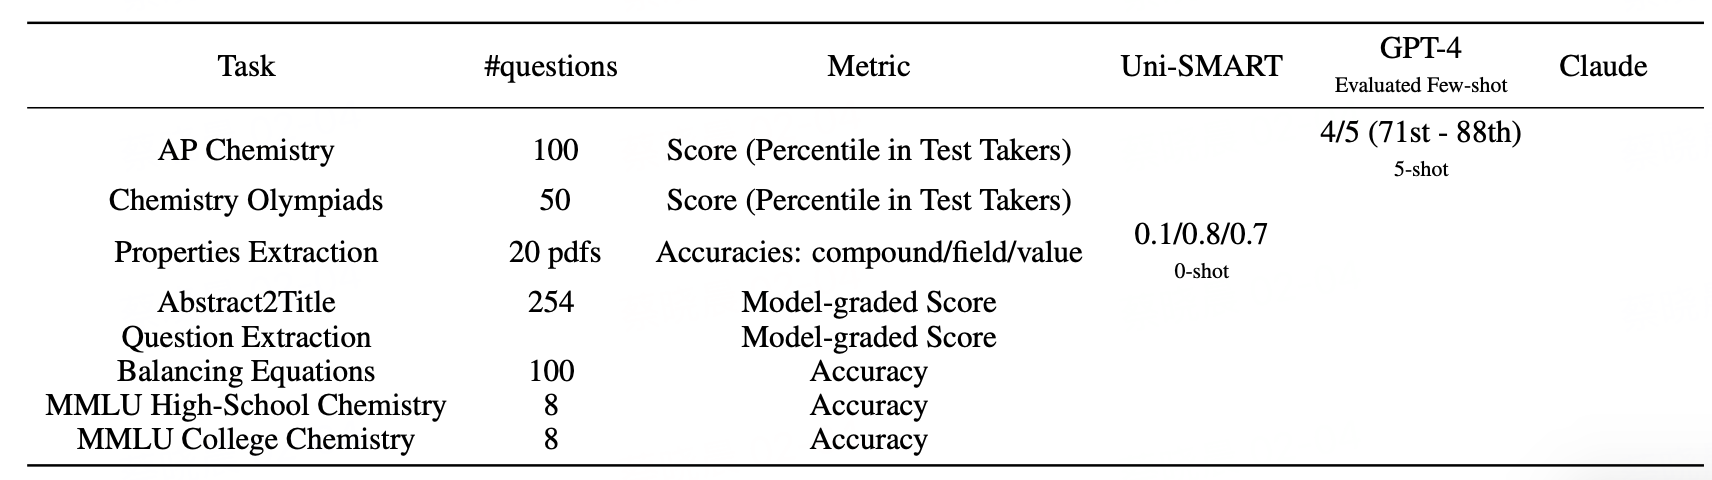 Task #questions Metric Uni-SMART GPT-4 Claude
Evaluated Few-shot
AP Chemistry 100 Score (Percentile in Test Takers) 4/5 (71st - 88th)
5-shot
Chemistry Olympiads 50 Score (Percentile in Test Takers)
Properties Extraction 20 pdfs Accuracies: compound/field/value 0.1/0.8/0.7
0-shot
Abstract2Title 254 Model-graded Score
Question Extraction Model-graded Score
Balancing Equations 100 Accuracy
MMLU High-School Chemistry 8 Accuracy
MMLU College Chemistry 8 Accuracy